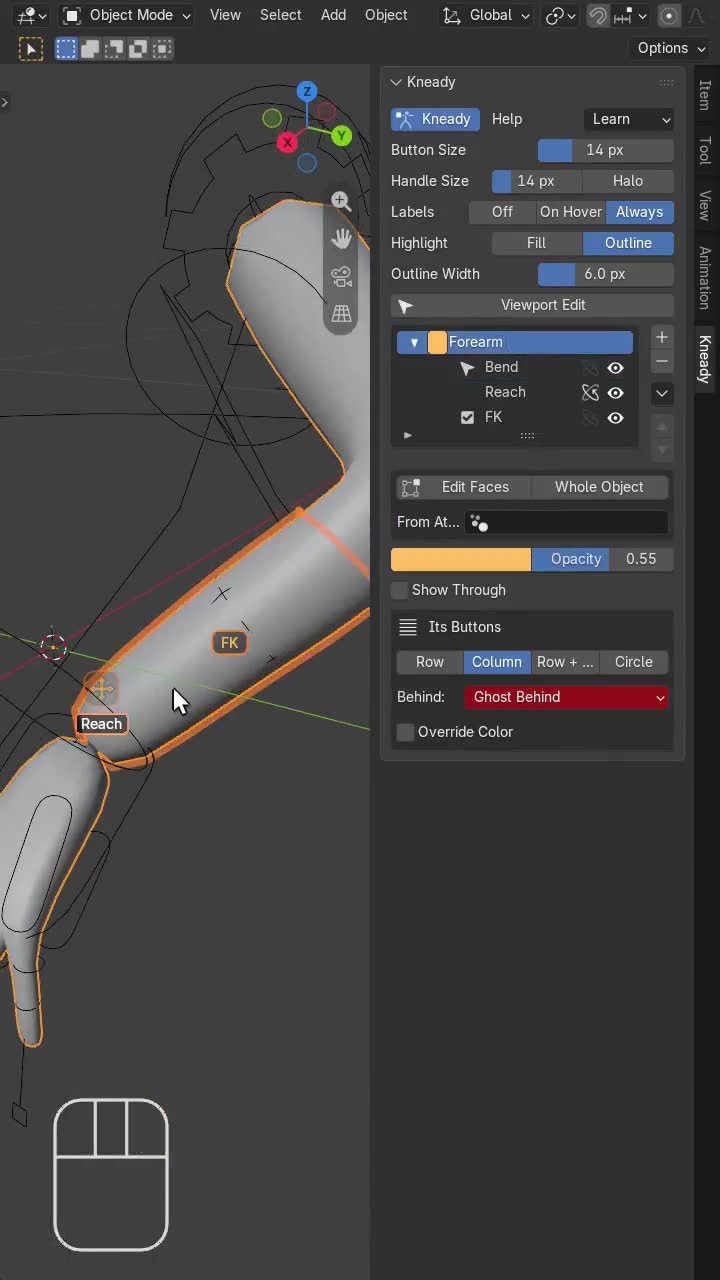 Object Mode View Select Add Object Global
Options
Kneady
Kneady Help Learn
Button Size 14 px
Handle Size 14 px Halo
Labels Off On Hover Always
Highlight Fill Outline
Outline Width 6.0 px
Viewport Edit
Forearm
Bend
Reach
FK
Edit Faces Whole Object
From At...
Opacity 0.55
Show Through
Its Buttons
Row Column Row + ... Circle
Behind: Ghost Behind
Override Color
Item
Tool
View
Animation
Kneady
Z
Y
X
FK
Reach